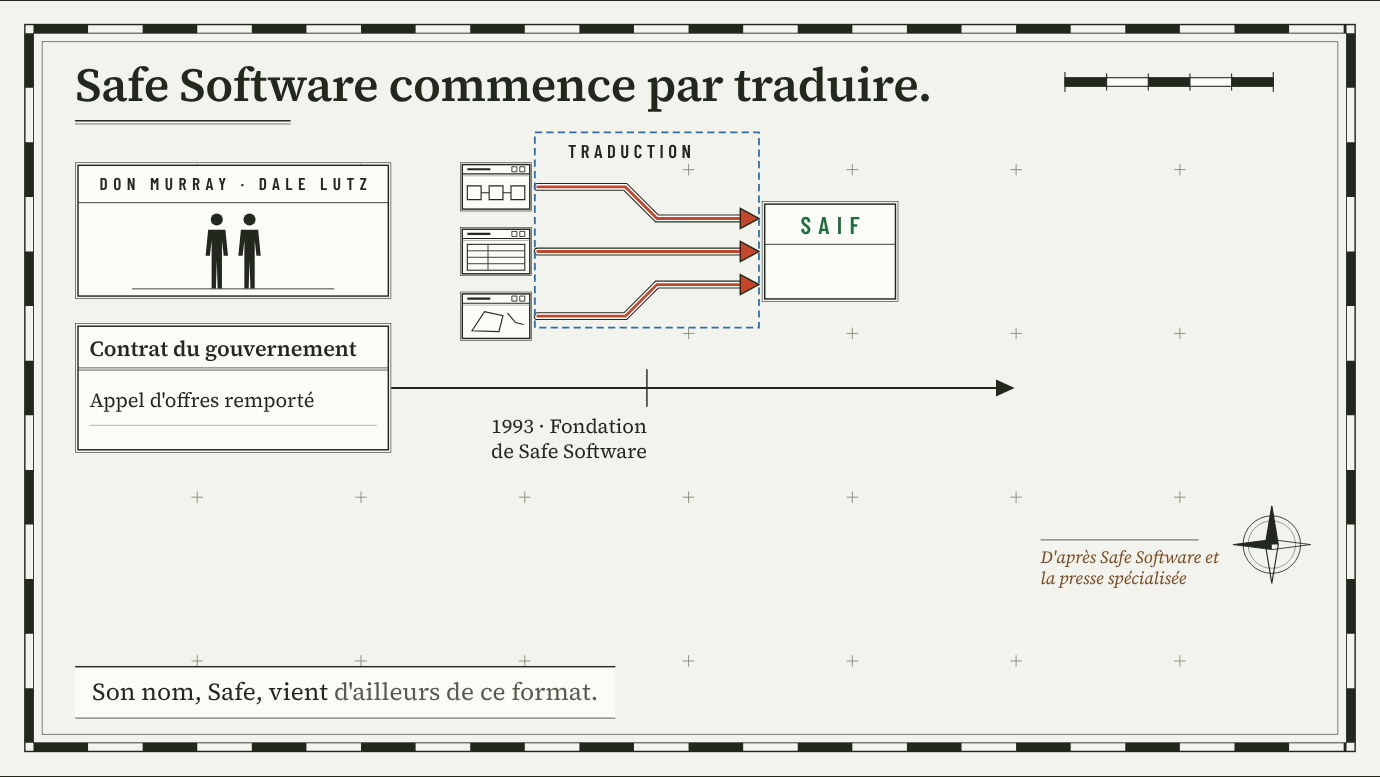 Safe Software commence par traduire.
DON MURRAY · DALE LUTZ
TRADUCTION
SAIF
Contrat du gouvernement
Appel d'offres remporté
1993 · Fondation
de Safe Software
D'après Safe Software et
la presse spécialisée
Son nom, Safe, vient d'ailleurs de ce format.